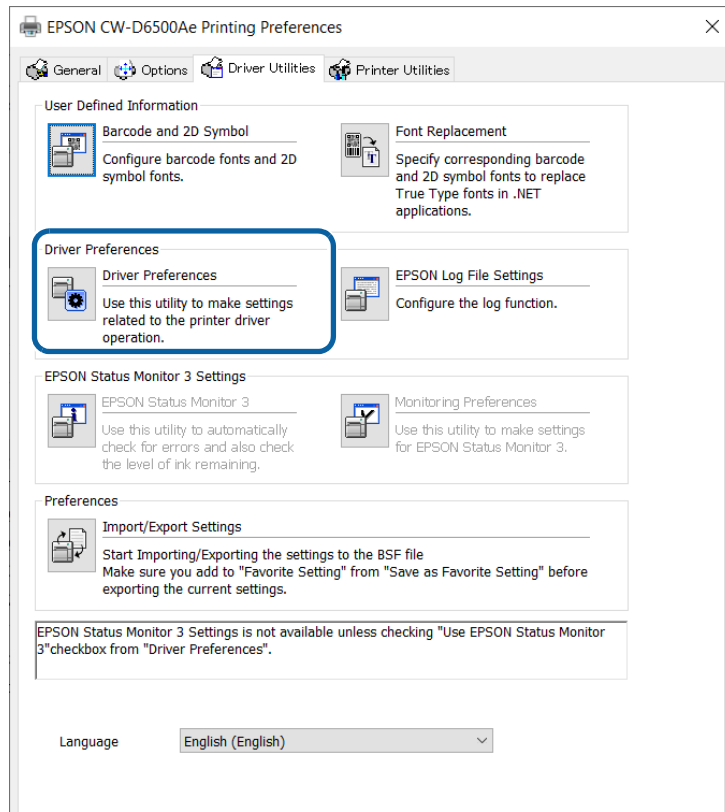 EPSON CW-D6500Ae Printing Preferences
General
Options
Driver Utilities
Printer Utilities
User Defined Information
Barcode and 2D Symbol
Configure barcode fonts and 2D
symbol fonts.
Font Replacement
Specify corresponding barcode
and 2D symbol fonts to replace
True Type fonts in .NET
applications.
Driver Preferences
Driver Preferences
Use this utility to make settings
related to the printer driver
operation.
EPSON Log File Settings
Configure the log function.
EPSON Status Monitor 3 Settings
EPSON Status Monitor 3
Use this utility to automatically
check for errors and also check
the level of ink remaining.
Monitoring Preferences
Use this utility to make settings
for EPSON Status Monitor 3.
Preferences
Import/Export Settings
Start Importing/Exporting the settings to the BSF file
Make sure you add to "Favorite Setting" from "Save as Favorite Setting" before
exporting the current settings.
EPSON Status Monitor 3 Settings is not available unless checking "Use EPSON Status Monitor
3"checkbox from "Driver Preferences".
Language
English (English)